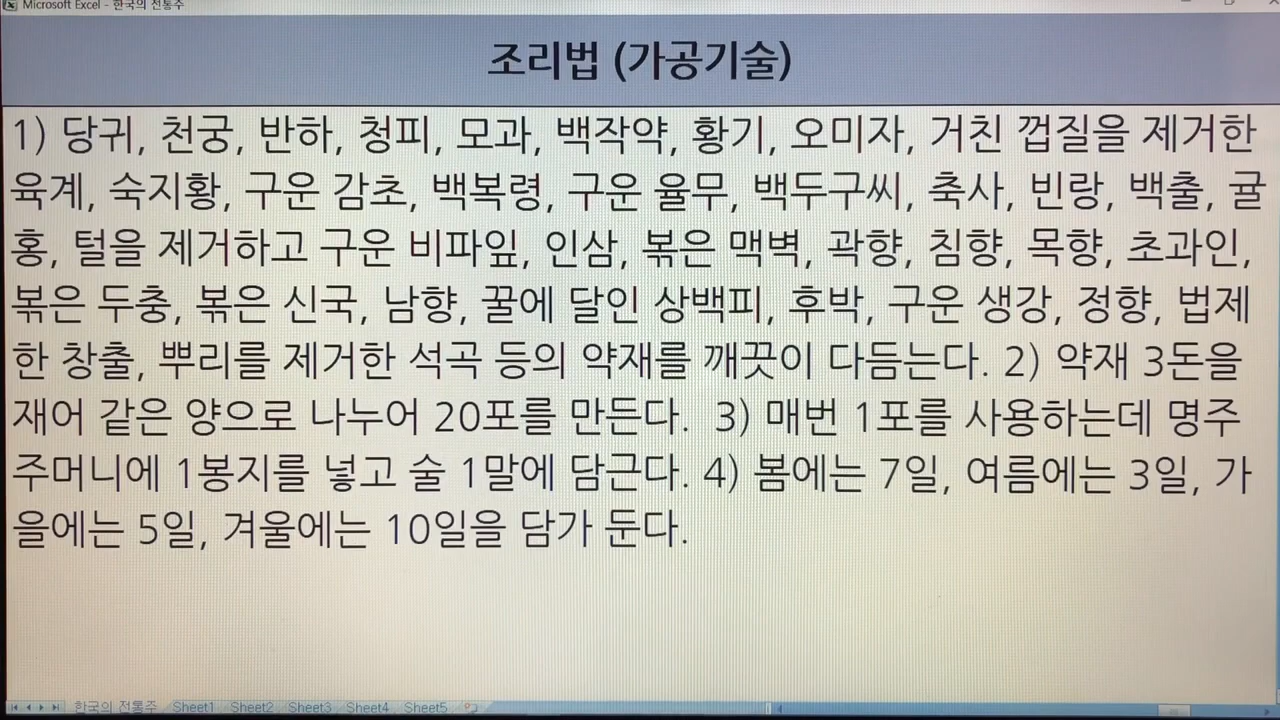 Microsoft Excel - 한국의 전통주
조리법 (가공기술)
1) 당귀, 천궁, 반하, 청피, 모과, 백작약, 황기, 오미자, 거친 껍질을 제거한
육계, 숙지황, 구운 감초, 백복령, 구운 율무, 백두구씨, 축사, 빈랑, 백출, 귤
홍, 털을 제거하고 구운 비파잎, 인삼, 볶은 맥벽, 곽향, 침향, 목향, 초과인,
볶은 두충, 볶은 신국, 남향, 꿀에 달인 상백피, 후박, 구운 생강, 정향, 법제
한 창출, 뿌리를 제거한 석곡 등의 약재를 깨끗이 다듬는다. 2) 약재 3돈을
재어 같은 양으로 나누어 20포를 만든다. 3) 매번 1포를 사용하는데 명주
주머니에 1봉지를 넣고 술 1말에 담근다. 4) 봄에는 7일, 여름에는 3일, 가
을에는 5일, 겨울에는 10일을 담가 둔다.
한국의 전통주 Sheet1 Sheet2 Sheet3 Sheet4 Sheet5